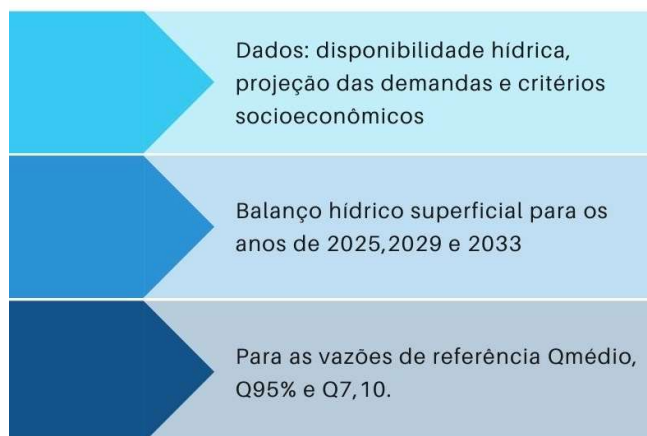 Dados: disponibilidade hídrica,
projeção das demandas e critérios
socioeconômicos
Balanço hídrico superficial para os
anos de 2025,2029 e 2033
Para as vazões de referência Qmédio,
Q95% e Q7,10.